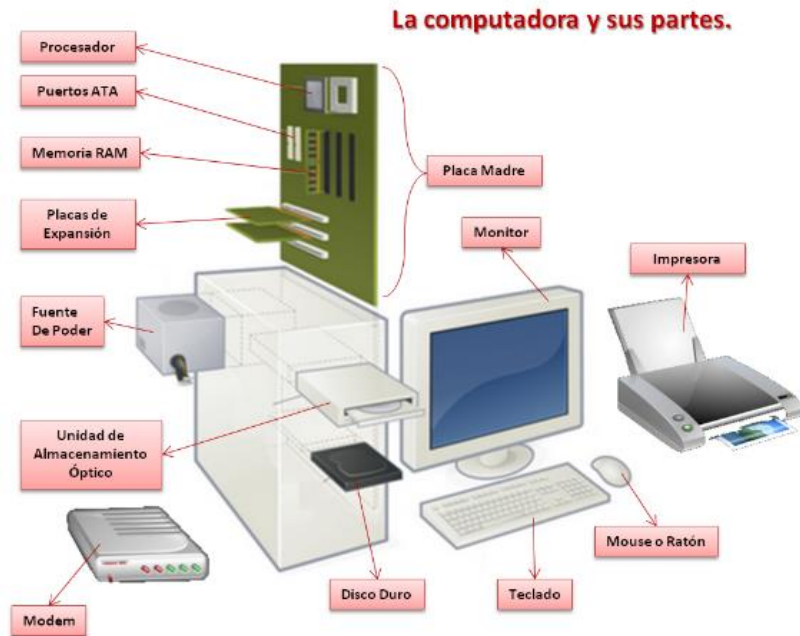 La computadora y sus partes.
Procesador
Puertos ATA
Memoria RAM
Placas de
Expansión
Placa Madre
Monitor
Impresora
Fuente
De Poder
Unidad de
Almacenamiento
Óptico
Modem
Disco Duro
Teclado
Mouse o Ratón